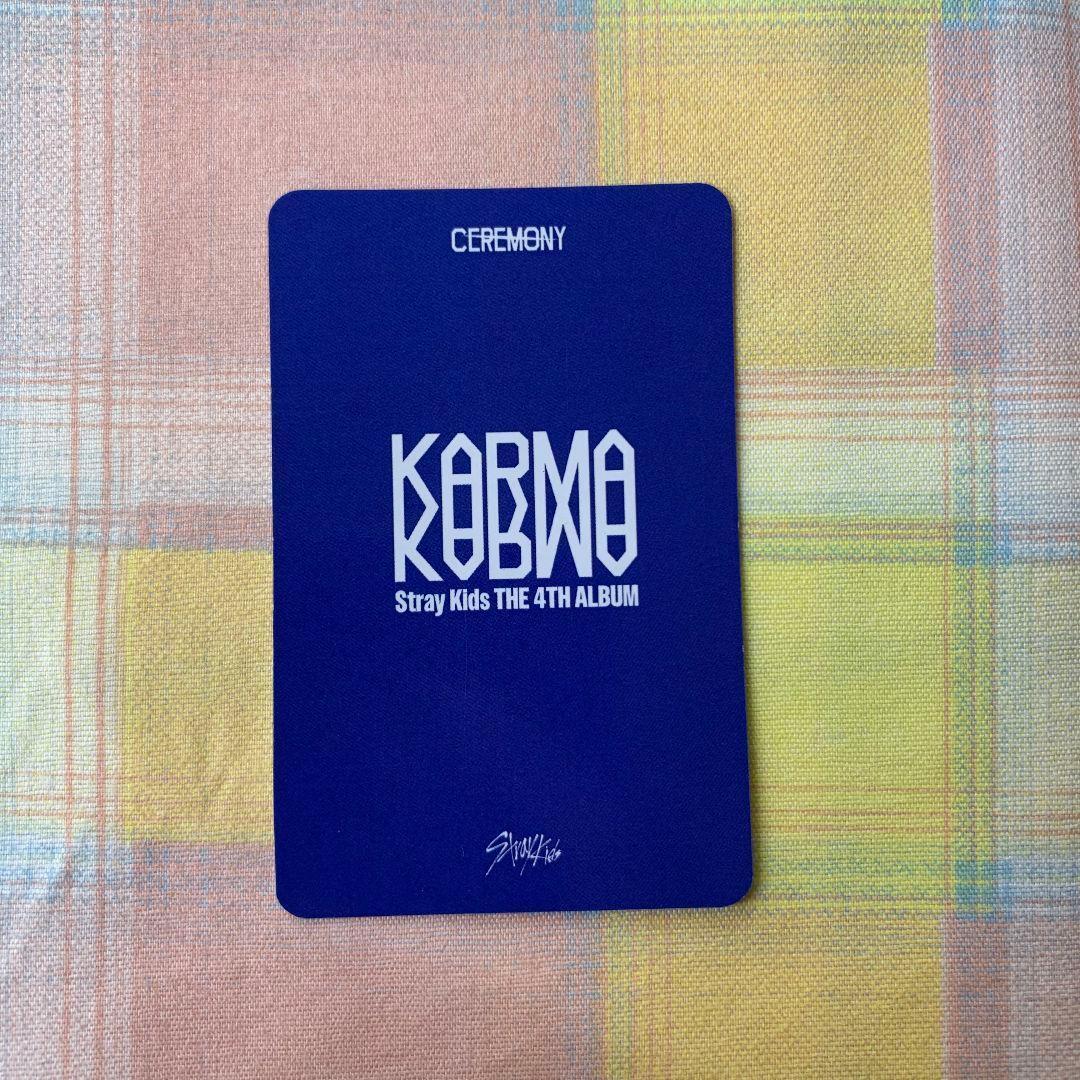 CEREMONY
KARMA
Stray Kids THE 4TH ALBUM
Stray Kids